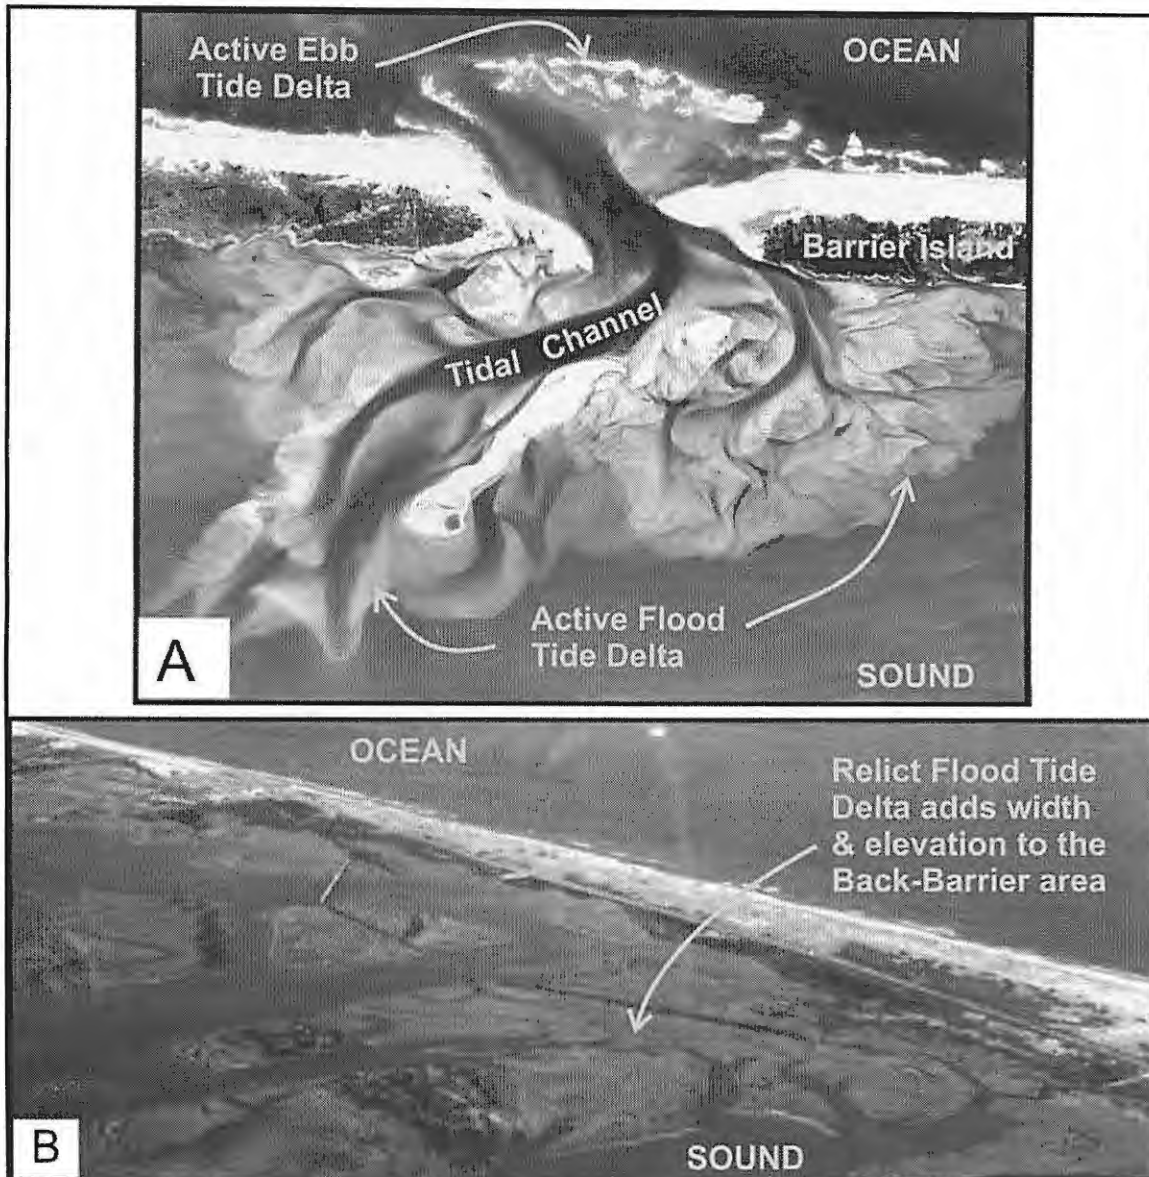 Active Ebb
Tide Delta
OCEAN
Barrier Island
Tidal Channel
Active Flood
Tide Delta
SOUND
A
OCEAN
Relict Flood Tide
Delta adds width
& elevation to the
Back-Barrier area
SOUND
B